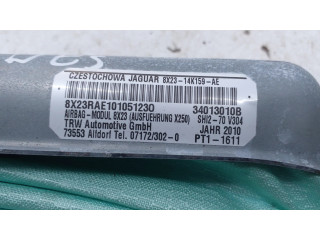 CZESTOCHOWA JAGUAR 8X23-14K159-AE
8X23RAE101051230 34013010B
AIRBAG-MODUL 8X23 (AUSFUEHRUNG X250) SHI2-70 V304
TRW Automotive GmbH JAHR 2010
73553 Alfdorf Tel. 07172/302-0 PT1-1611